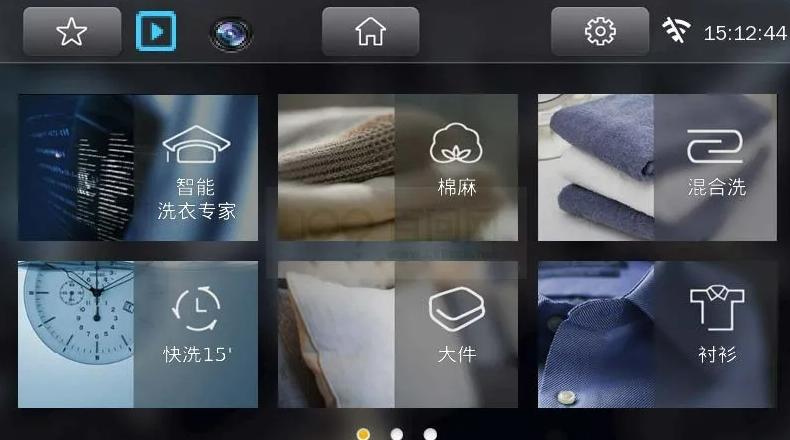 15:12:44
智能
洗衣专家
棉麻
混合洗
快洗15'
大件
衬衫